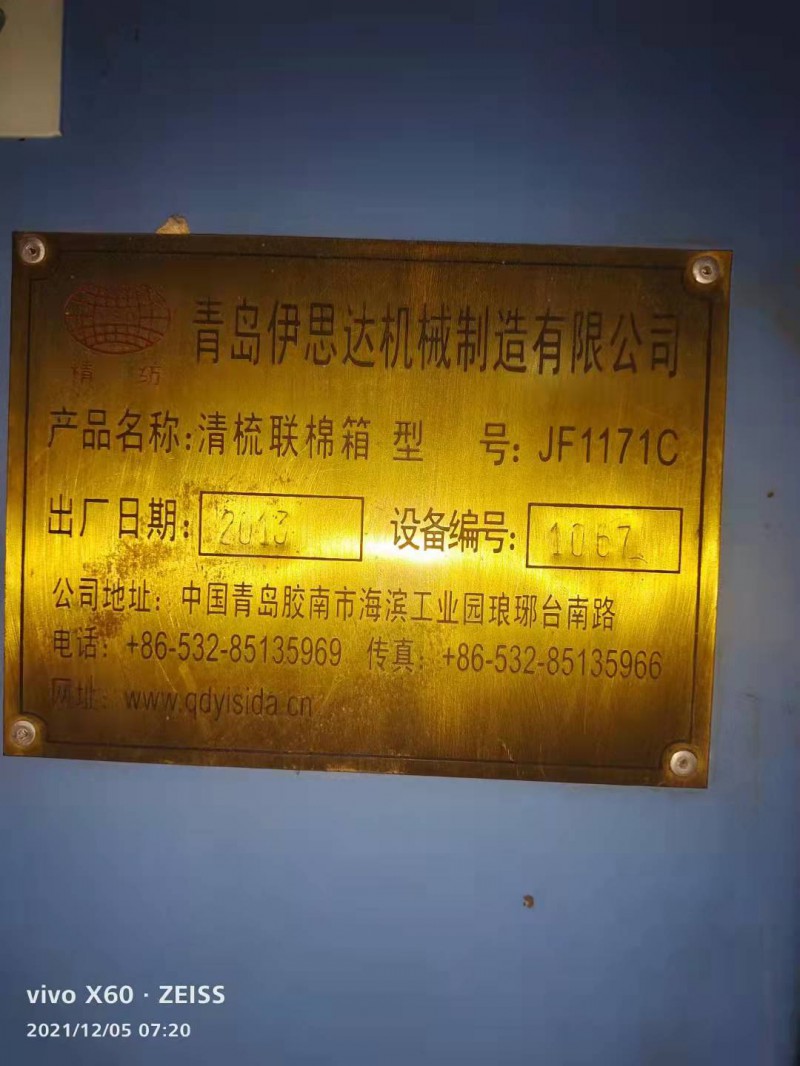 青岛伊思达机械制造有限公司
精 纺
产品名称:清梳联棉箱 型 号: JF1171C
出厂日期: 2013 设备编号: 1067
公司地址: 中国青岛胶南市海滨工业园琅琊台南路
电话: +86-532-85135969 传真: +86-532-85135966
网址: www.qdyisida.cn
vivo X60 · ZEISS
2021/12/05 07:20